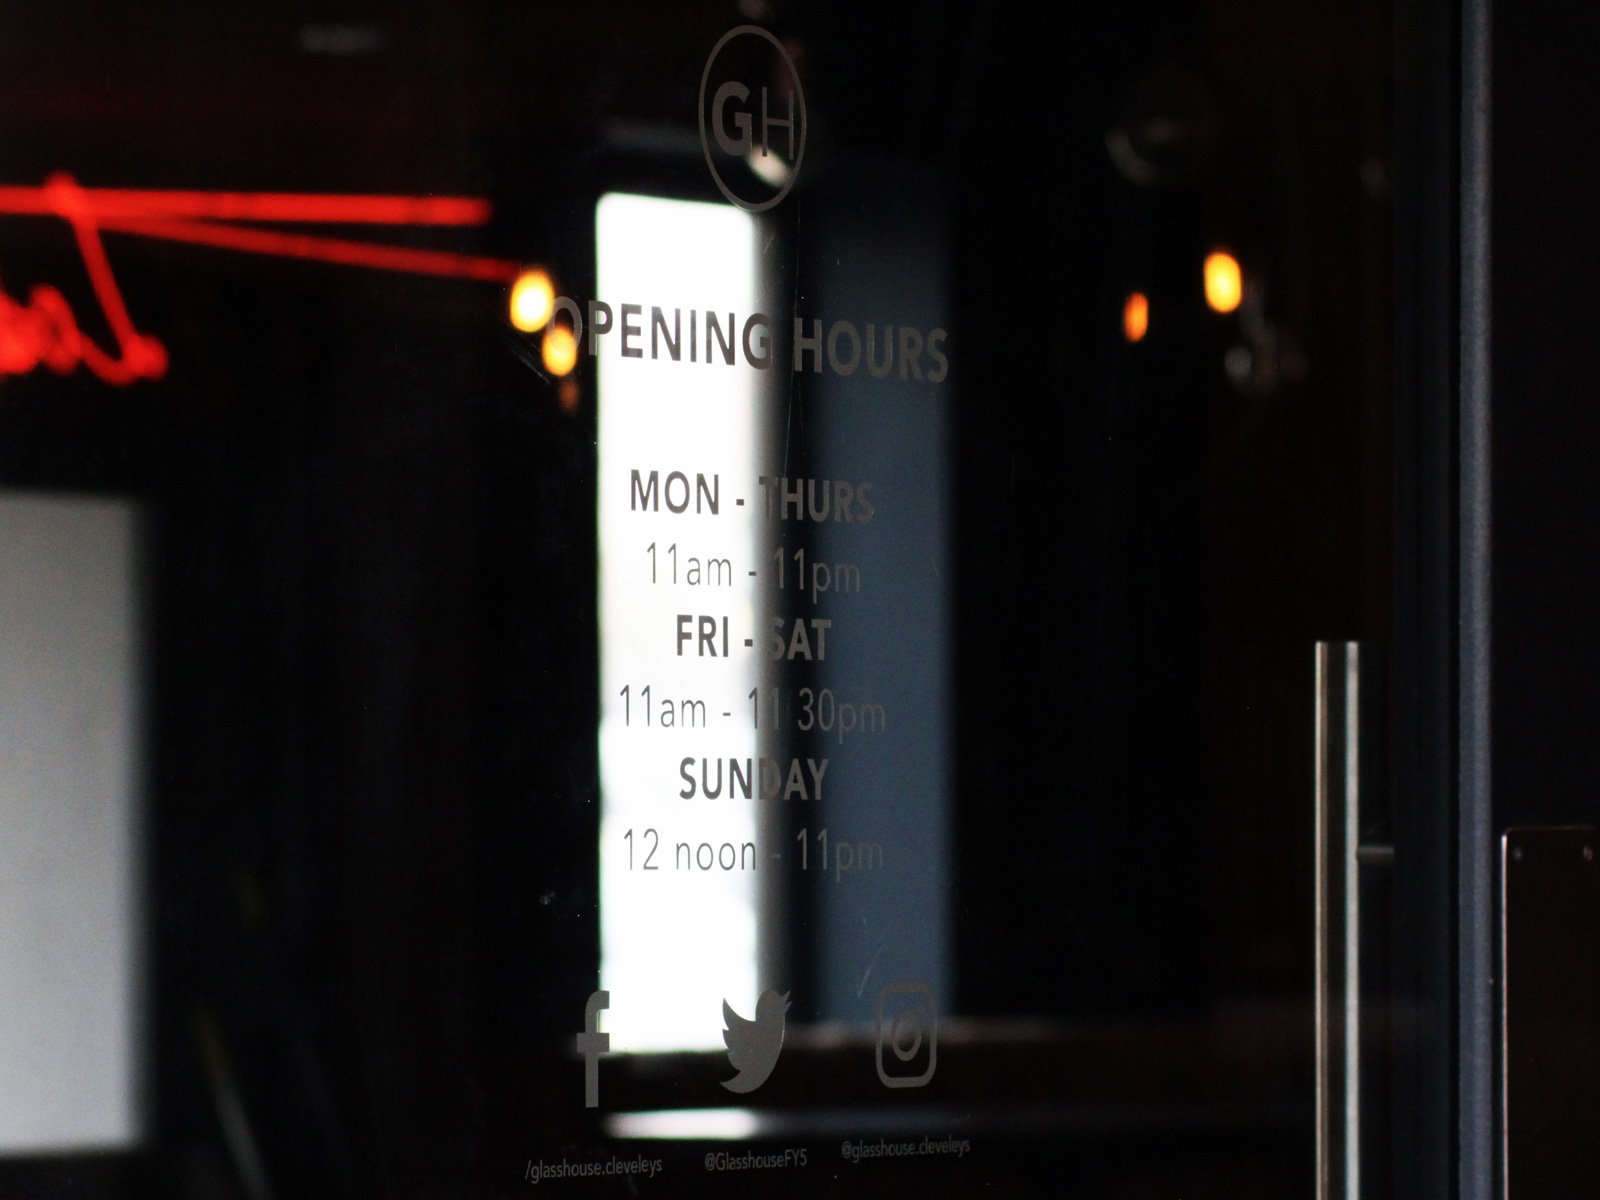 GH
OPENING HOURS
MON - THURS
11am - 11pm
FRI - SAT
11am - 11 30pm
SUNDAY
12 noon - 11pm
/glasshouse.cleveleys
@GlasshouseFY5
@glasshouse.cleveleys